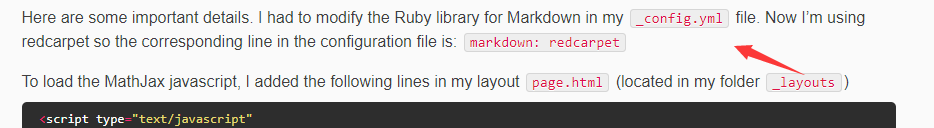 Here are some important details. I had to modify the Ruby library for Markdown in my _config.yml file. Now I’m using
redcarpet so the corresponding line in the configuration file is: markdown: redcarpet
To load the MathJax javascript, I added the following lines in my layout page.html (located in my folder _layouts)
<script type="text/javascript"